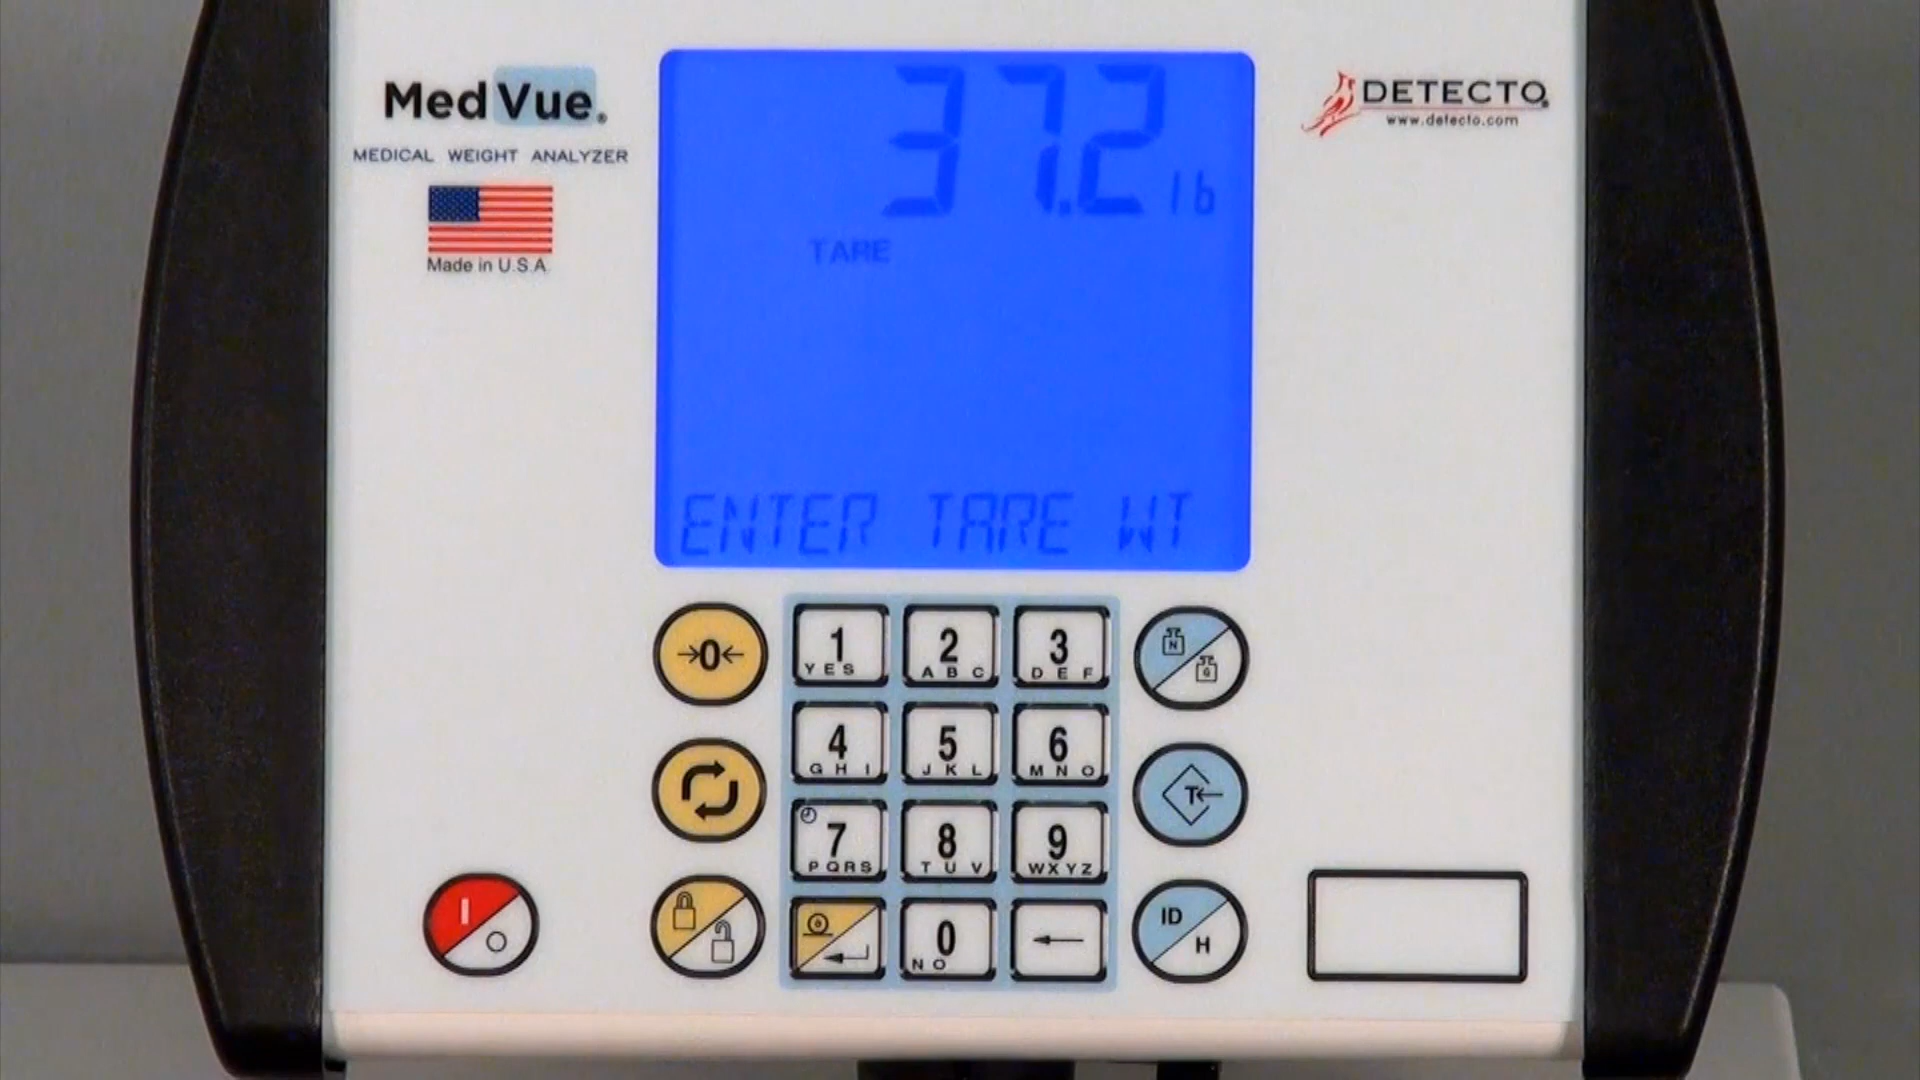 MedVue®
MEDICAL WEIGHT ANALYZER
Made in U.S.A.
37.2 lb
TARE
ENTER TARE WT
DETECTO®
www.detecto.com
→0←
1 YES
2 ABC
3 DEF
N
G
4 GHI
5 JKL
6 MNO
T←
7 PQRS
8 TUV
9 WXYZ
I
O
0 NO
←
ID
H